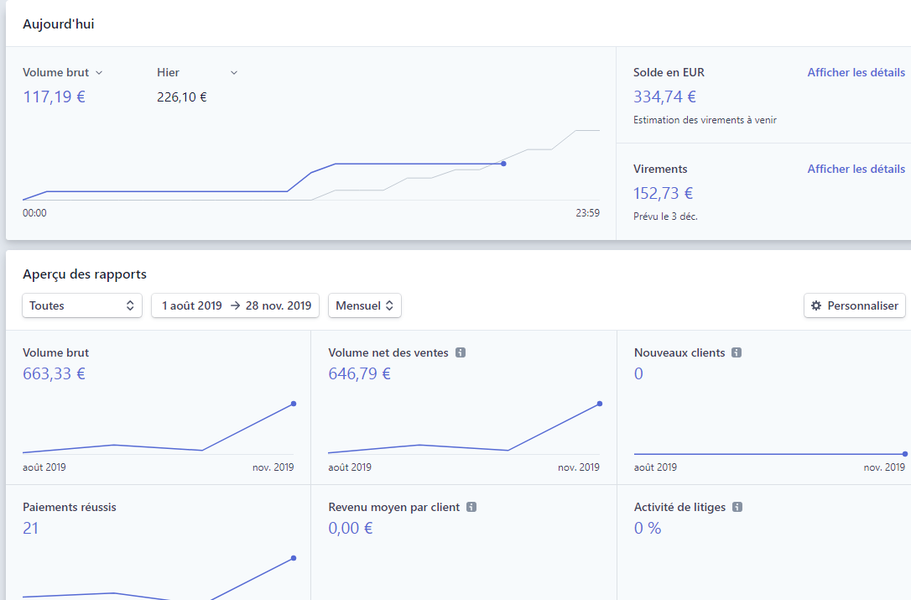 Aujourd'hui
Volume brut
Hier
117,19 €
226,10 €
00:00
23:59
Solde en EUR
Afficher les détails
334,74 €
Estimation des virements à venir
Virements
Afficher les détails
152,73 €
Prévu le 3 déc.
Aperçu des rapports
Toutes
1 août 2019 → 28 nov. 2019
Mensuel
Personnaliser
Volume brut
663,33 €
août 2019
nov. 2019
Volume net des ventes
646,79 €
août 2019
nov. 2019
Nouveaux clients
0
août 2019
nov. 2019
Paiements réussis
21
Revenu moyen par client
0,00 €
Activité de litiges
0 %